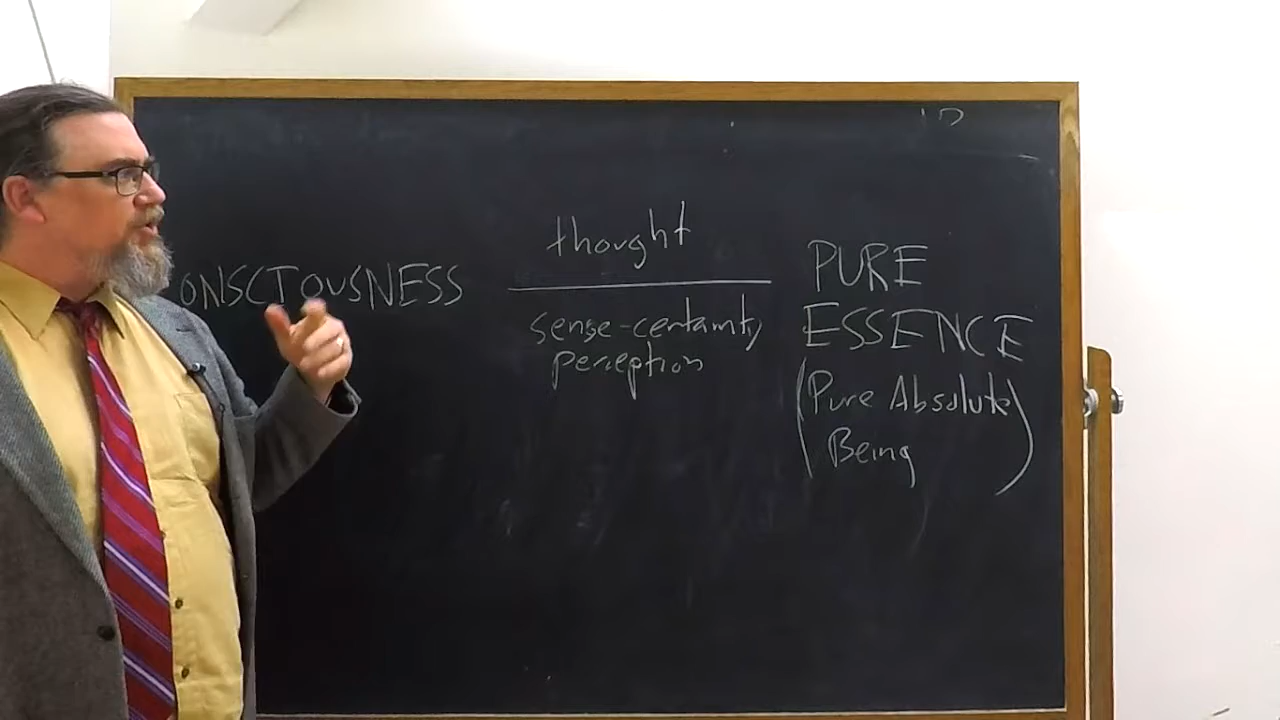 ONSCIOUSNESS
thought
sense-certainty
perception
PURE
ESSENCE
(Pure Absolute
Being)